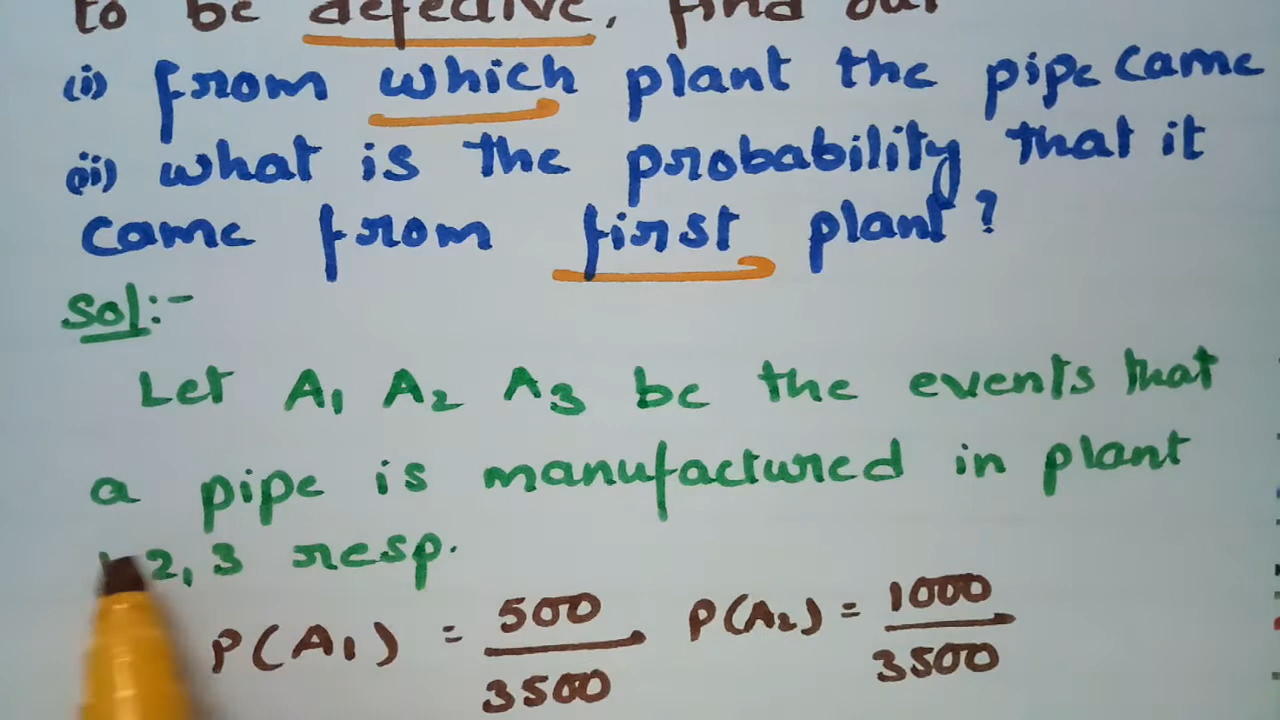 to be defective, find out
(i) from which plant the pipe came
(ii) what is the probability that it
came from first plant?
Sol:-
Let A1 A2 A3 be the events that
a pipe is manufactured in plant
2, 3 resp.
P(A1) = 500/3500 P(A2) = 1000/3500